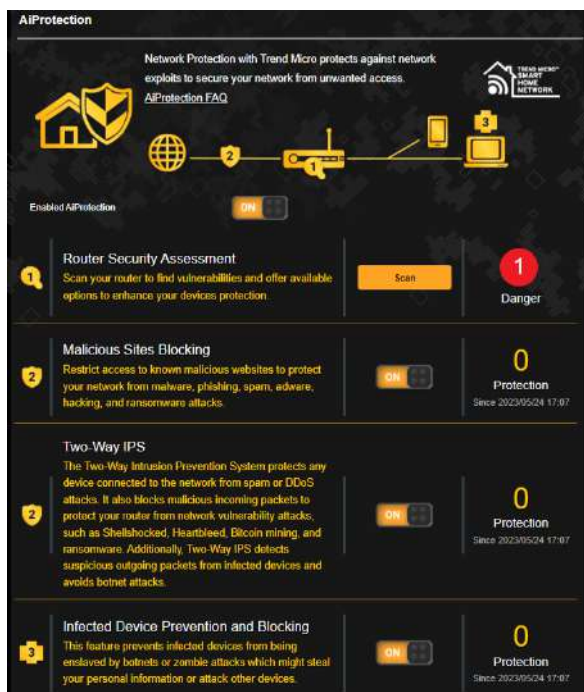 AiProtection
Network Protection with Trend Micro protects against network
exploits to secure your network from unwanted access.
AiProtection FAQ
TREND MICRO™
SMART
HOME
NETWORK
3
2
1
Enabled AiProtection
ON
1
Router Security Assessment
Scan your router to find vulnerabilities and offer available
options to enhance your devices protection.
Scan
1
Danger
2
Malicious Sites Blocking
Restrict access to known malicious websites to protect
your network from malware, phishing, spam, adware,
hacking, and ransomware attacks.
ON
0
Protection
Since 2023/05/24 17:07
2
Two-Way IPS
The Two-Way Intrusion Prevention System protects any
device connected to the network from spam or DDoS
attacks. It also blocks malicious incoming packets to
protect your router from network vulnerability attacks,
such as Shellshocked, Heartbleed, Bitcoin mining, and
ransomware. Additionally, Two-Way IPS detects
suspicious outgoing packets from infected devices and
avoids botnet attacks.
ON
0
Protection
Since 2023/05/24 17:07
3
Infected Device Prevention and Blocking
This feature prevents infected devices from being
enslaved by botnets or zombie attacks which might steal
your personal information or attack other devices.
ON
0
Protection
Since 2023/05/24 17:07